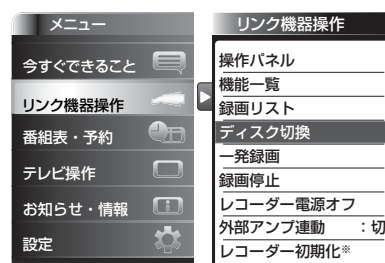 メニュー
今すぐできること
リンク機器操作
番組表・予約
テレビ操作
お知らせ・情報
設定
リンク機器操作
操作パネル
機能一覧
録画リスト
ディスク切換
一発録画
録画停止
レコーダー電源オフ
外部アンプ連動 ：切
レコーダー初期化※